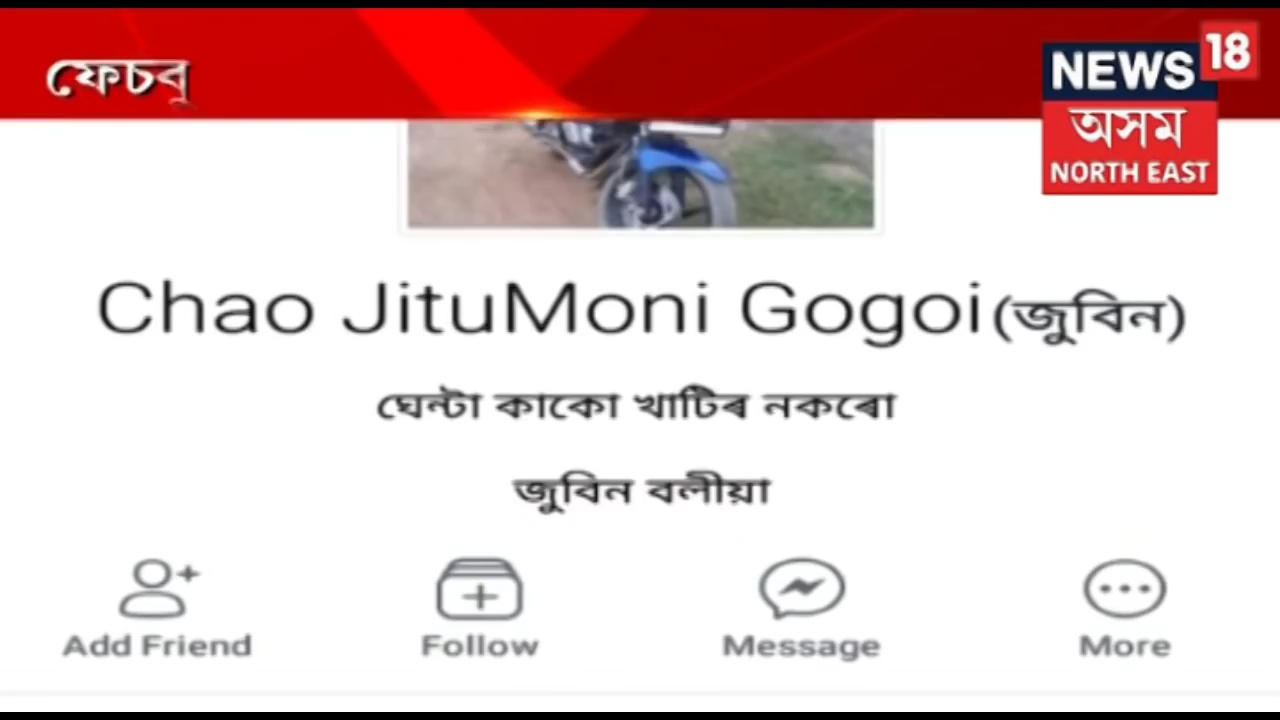 ফেচবু
NEWS 18
অসম
NORTH EAST
Chao JituMoni Gogoi (জুবিন)
ঘেন্টা কাকো খাটিৰ নকৰো
জুবিন বলীয়া
Add Friend Follow Message More